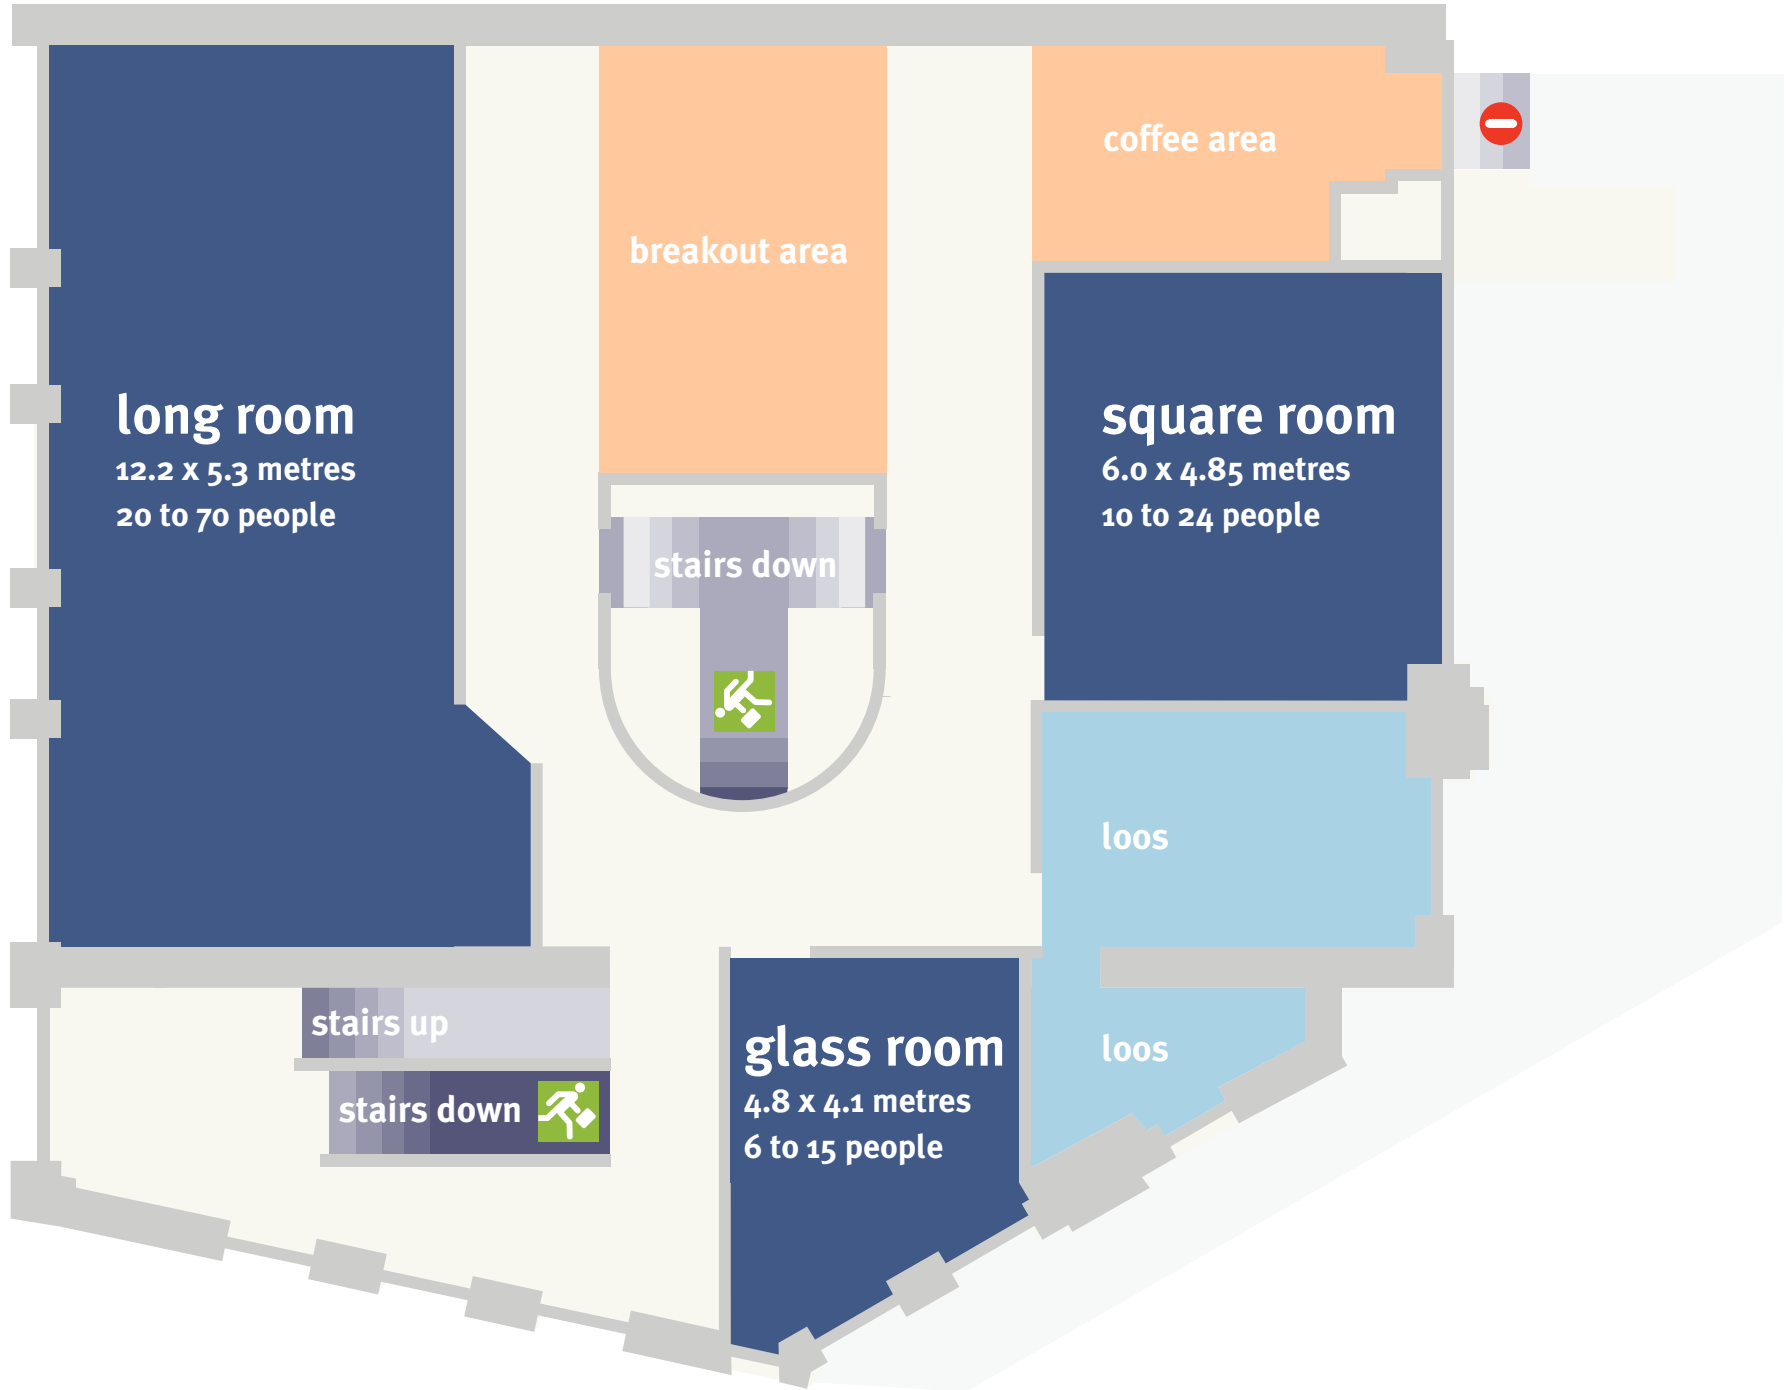 coffee area
breakout area
long room
12.2 x 5.3 metres
20 to 70 people
square room
6.0 x 4.85 metres
10 to 24 people
stairs down
loos
stairs up
stairs down
glass room
4.8 x 4.1 metres
6 to 15 people
loos